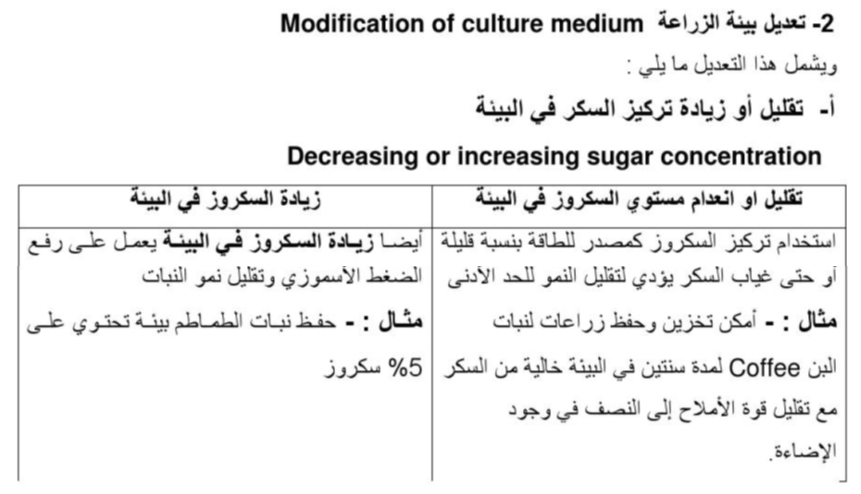 2- تعديل بيئة الزراعة Modification of culture medium
ويشمل هذا التعديل ما يلي :
أ- تقليل أو زيادة تركيز السكر في البيئة
Decreasing or increasing sugar concentration
تقليل او انعدام مستوي السكروز في البيئة
استخدام تركيز السكروز كمصدر للطاقة بنسبة قليلة
أو حتى غياب السكر يؤدي لتقليل النمو للحد الأدنى
مثال : - أمكن تخزين وحفظ زراعات لنبات
البن Coffee لمدة سنتين في البيئة خالية من السكر
مع تقليل قوة الأملاح إلى النصف في وجود
الإضاءة.
زيادة السكروز في البيئة
أيضا زيادة السكروز في البيئة يعمل على رفع
الضغط الأسموزي وتقليل نمو النبات
مثال : - حفظ نبات الطماطم بيئة تحتوي على
5% سكروز